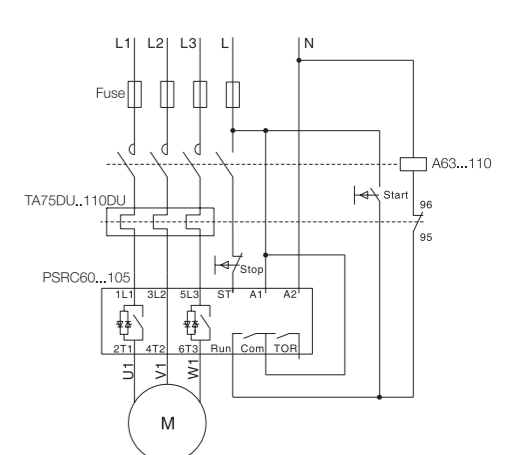 L1 L2 L3 L N
Fuse
A63...110
Start
TA75DU..110DU
96
95
Stop
PSRC60...105
1L1 3L2 5L3 ST A1 A2
2T1 4T2 6T3 Run Com TOR
U1 V1 W1
M